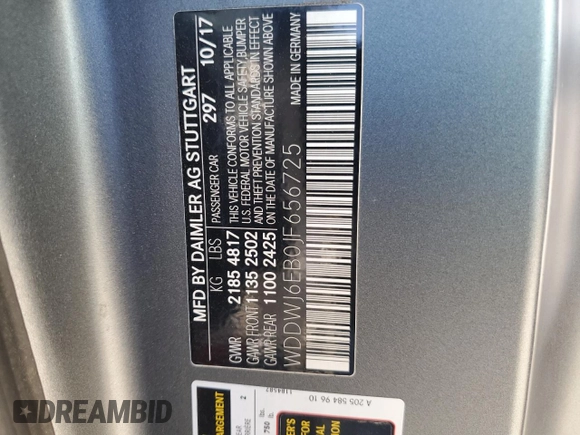 MFD BY DAIMLER AG STUTTGART
PASSENGER CAR 297 10/17
KG LBS
GVWR 2185 4817
GAWR-FRONT 1135 2502
GAWR-REAR 1100 2425
THIS VEHICLE CONFORMS TO ALL APPLICABLE
U.S. FEDERAL MOTOR VEHICLE SAFETY, BUMPER
AND THEFT PREVENTION STANDARDS IN EFFECT
ON THE DATE OF MANUFACTURE SHOWN ABOVE
WDDWJ6EB0JF656725
MADE IN GERMANY
A 205 584 96 10
2
DREAMBID
.COM